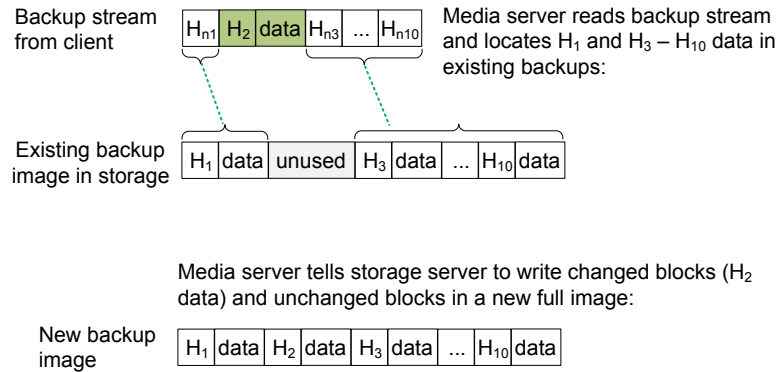 Backup stream
from client
H₍n1₎ H₂ data H₍n3₎ ... H₍n10₎
Media server reads backup stream
and locates H₁ and H₃ – H₁₀ data in
existing backups:
Existing backup
image in storage
H₁ data unused H₃ data ... H₁₀ data
Media server tells storage server to write changed blocks (H₂
data) and unchanged blocks in a new full image:
New backup
image
H₁ data H₂ data H₃ data ... H₁₀ data